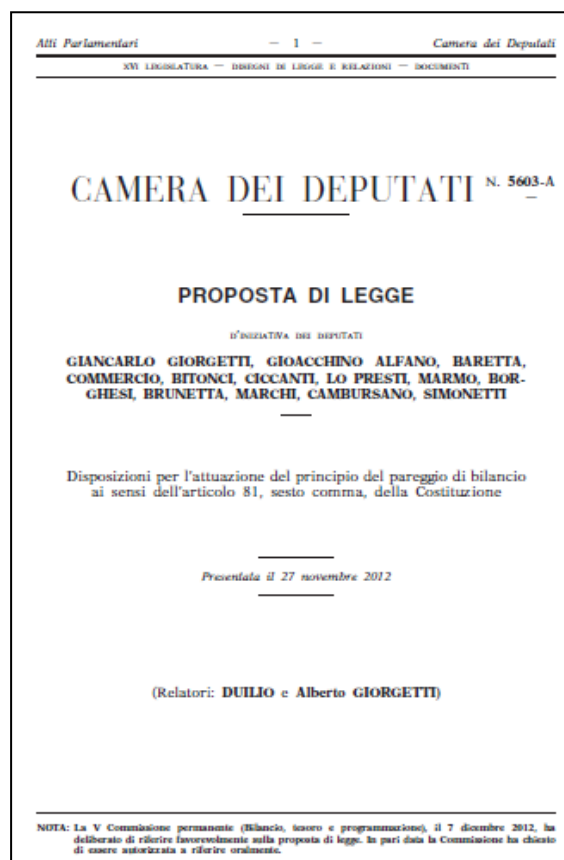 Atti Parlamentari — 1 — Camera dei Deputati
XVI LEGISLATURA — DISEGNI DI LEGGE E RELAZIONI — DOCUMENTI
CAMERA DEI DEPUTATI N. 5603-A
—
PROPOSTA DI LEGGE
D'INIZIATIVA DEI DEPUTATI
GIANCARLO GIORGETTI, GIOACCHINO ALFANO, BARETTA,
COMMERCIO, BITONCI, CICCANTI, LO PRESTI, MARMO, BOR-
GHESI, BRUNETTA, MARCHI, CAMBURSANO, SIMONETTI
Disposizioni per l'attuazione del principio del pareggio di bilancio
ai sensi dell'articolo 81, sesto comma, della Costituzione
Presentata il 27 novembre 2012
(Relatori: DUILIO e Alberto GIORGETTI)
NOTA: La V Commissione permanente (Bilancio, tesoro e programmazione), il 7 dicembre 2012, ha
deliberato di riferire favorevolmente sulla proposta di legge. In pari data la Commissione ha chiesto
di essere autorizzata a riferire oralmente.